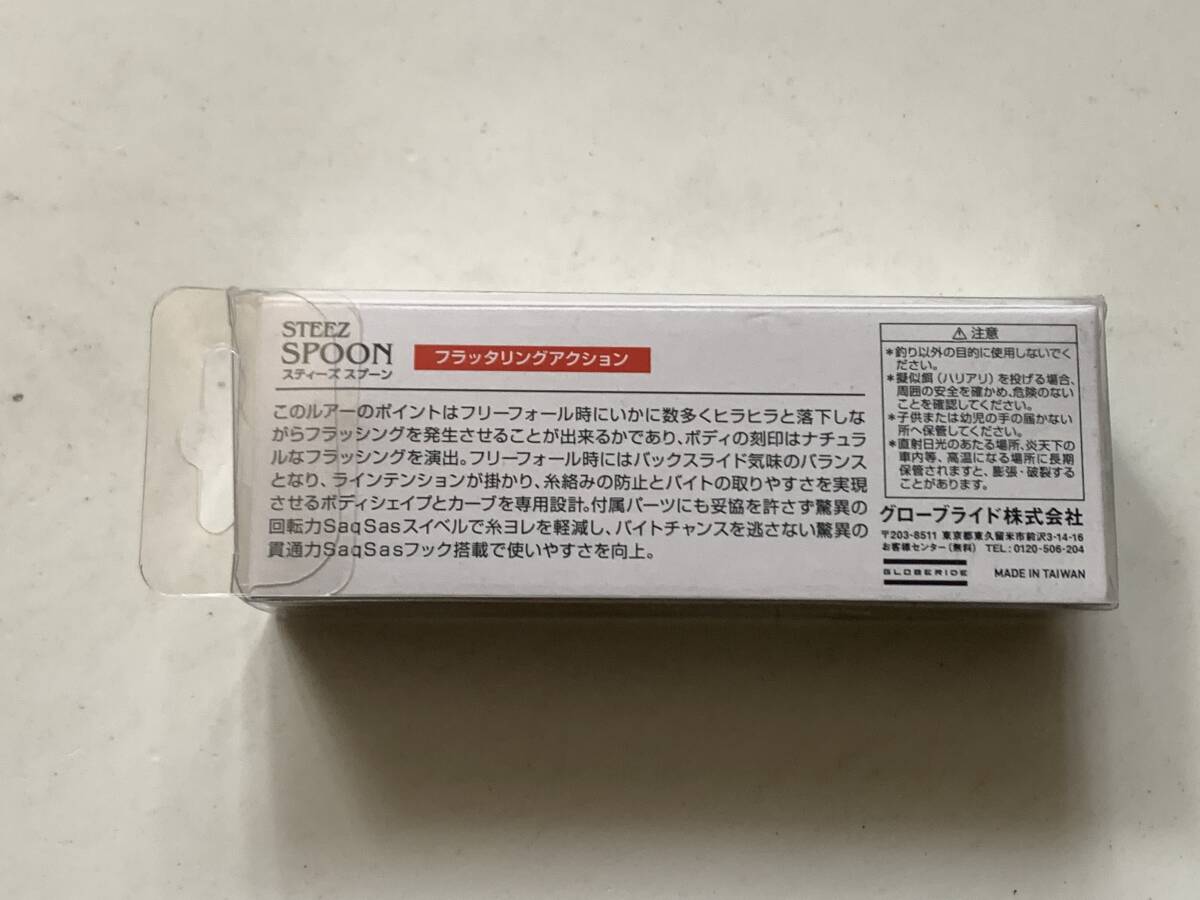 STEEZ
SPOON
スティーズ スプーン
フラッタリングアクション
このルアーのポイントはフリーフォール時にいかに数多くヒラヒラと落下しな
がらフラッシングを発生させることが出来るかであり、ボディの刻印はナチュラ
ルなフラッシングを演出。フリーフォール時にはバックスライド気味のバランス
となり、ラインテンションが掛かり、糸絡みの防止とバイトの取りやすさを実現
させるボディシェイプとカーブを専用設計。付属パーツにも妥協を許さず驚異の
回転力SaqSasスイベルで糸ヨレを軽減し、バイトチャンスを逃さない驚異の
貫通力SaqSasフック搭載で使いやすさを向上。
⚠ 注意
*釣り以外の目的に使用しないでく
ださい。
*擬似餌(ハリアリ)を投げる場合、
周囲の安全を確かめ、危険のない
ことを確認してください。
*子供または幼児の手の届かない
所へ保管してください。
*直射日光のあたる場所、炎天下の
車内等、高温になる場所に長期
保管されますと、膨張・破裂する
ことがあります。
グローブライド株式会社
〒203-8511 東京都東久留米市前沢3-14-16
お客様センター(無料) TEL:0120-506-204
GLOBERIDE
MADE IN TAIWAN